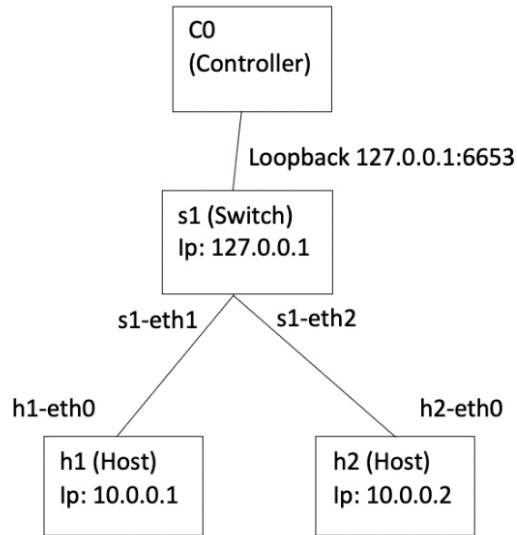 C0
(Controller)
Loopback 127.0.0.1:6653
s1 (Switch)
Ip: 127.0.0.1
s1-eth1
s1-eth2
h1-eth0
h2-eth0
h1 (Host)
Ip: 10.0.0.1
h2 (Host)
Ip: 10.0.0.2